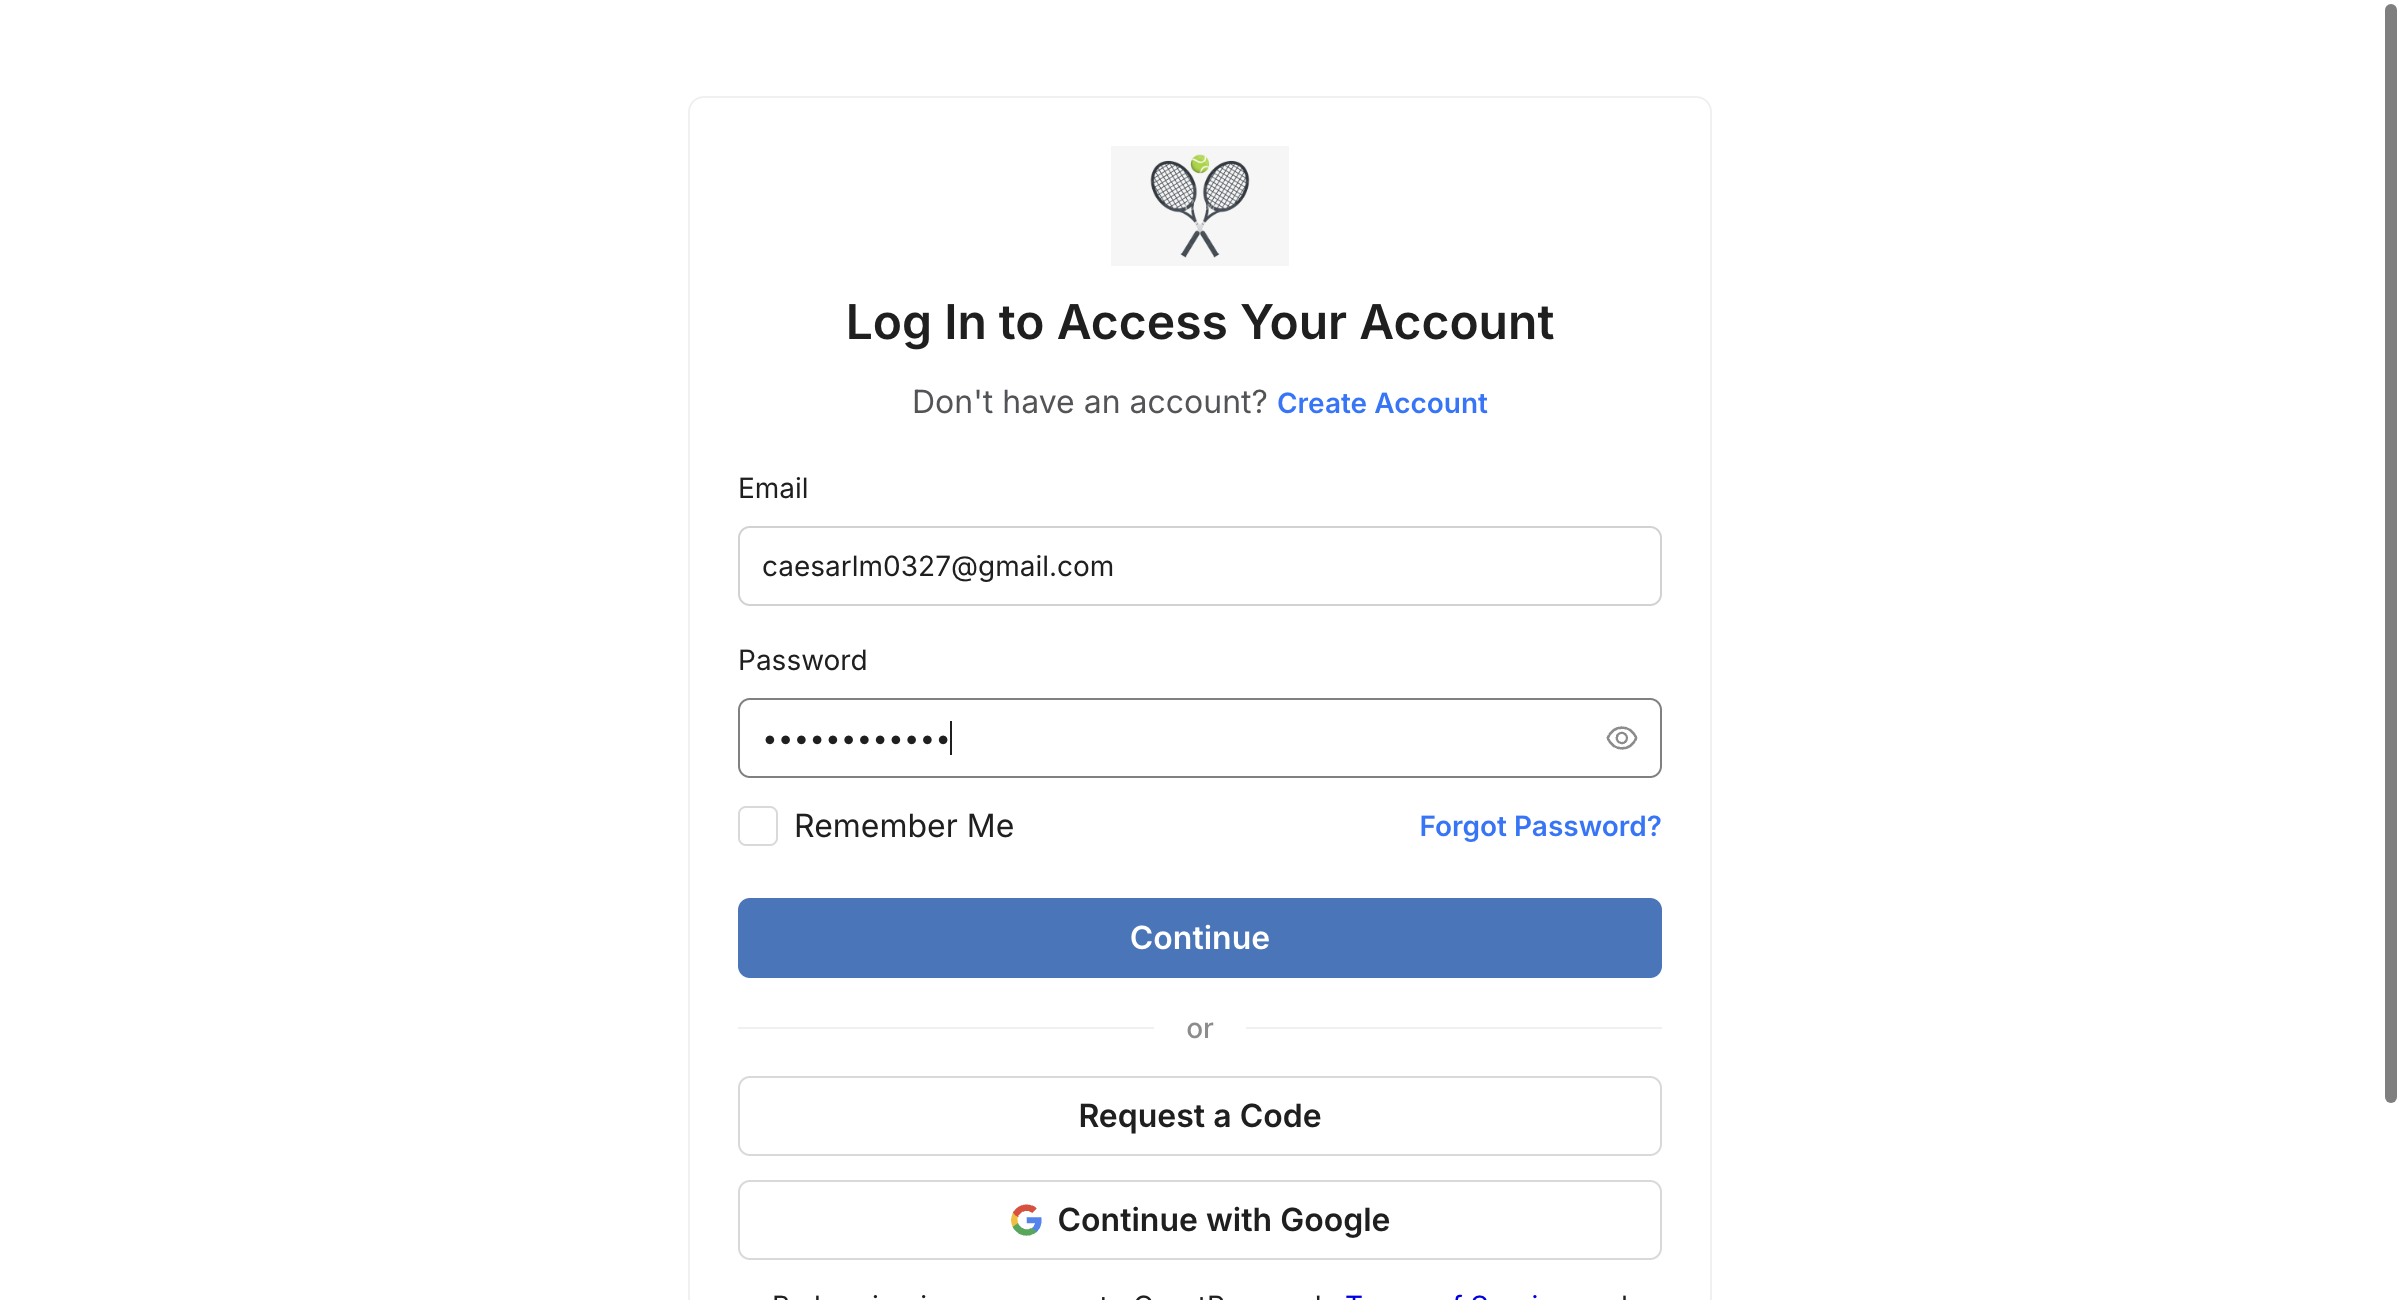 Log In to Access Your Account
Don't have an account? Create Account
Email
caesarlm0327@gmail.com
Password
••••••••••••
Remember Me
Forgot Password?
Continue
or
Request a Code
Continue with Google